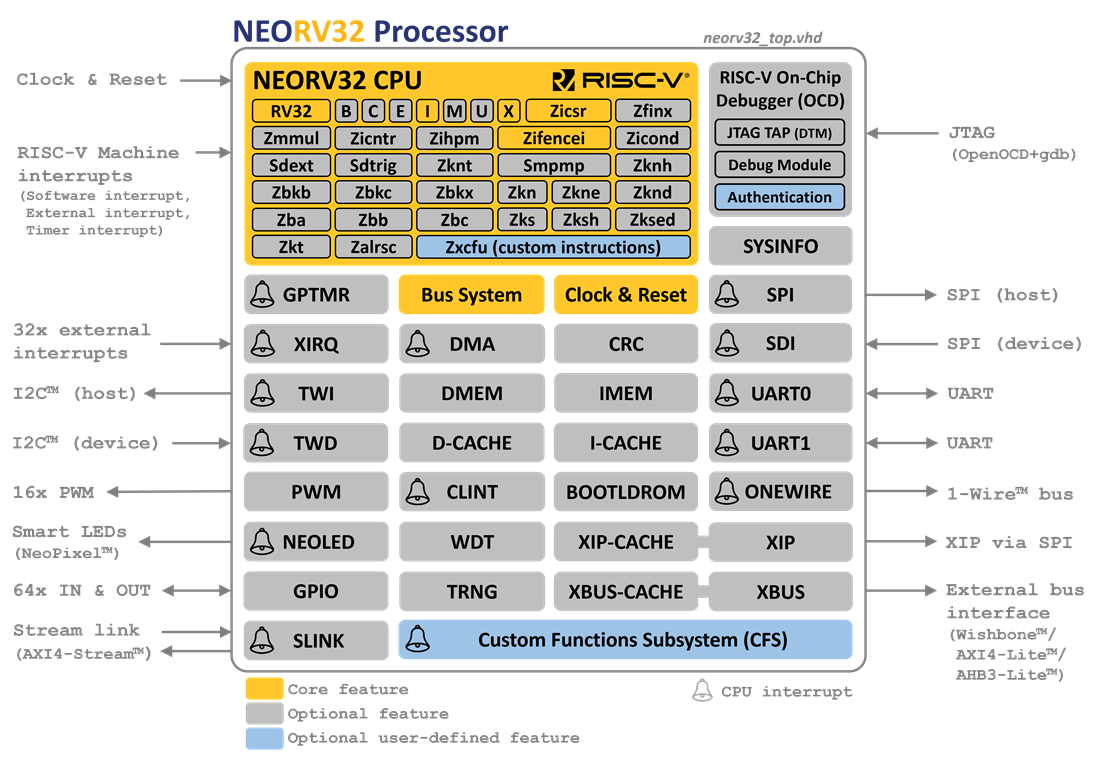 NEORV32 Processor
neorv32_top.vhd
Clock & Reset
RISC-V Machine
interrupts
(Software interrupt,
External interrupt,
Timer interrupt)
32x external
interrupts
I2C™ (host)
I2C™ (device)
16x PWM
Smart LEDs
(NeoPixel™)
64x IN & OUT
Stream link
(AXI4-Stream™)
NEORV32 CPU
RISC-V®
RV32 B C E I M U X Zicsr Zfinx
Zmmul Zicntr Zihpm Zifencei Zicond
Sdext Sdtrig Zknt Smpmp Zknh
Zbkb Zbkc Zbkx Zkn Zkne Zknd
Zba Zbb Zbc Zks Zksh Zksed
Zkt Zalrsc Zxcfu (custom instructions)
RISC-V On-Chip
Debugger (OCD)
JTAG TAP (DTM)
Debug Module
Authentication
SYSINFO
GPTMR Bus System Clock & Reset SPI
XIRQ DMA CRC SDI
TWI DMEM IMEM UART0
TWD D-CACHE I-CACHE UART1
PWM CLINT BOOTLDROM ONEWIRE
NEOLED WDT XIP-CACHE XIP
GPIO TRNG XBUS-CACHE XBUS
SLINK Custom Functions Subsystem (CFS)
JTAG
(OpenOCD+gdb)
SPI (host)
SPI (device)
UART
UART
1-Wire™ bus
XIP via SPI
External bus
interface
(Wishbone™/
AXI4-Lite™/
AHB3-Lite™)
Core feature
Optional feature
Optional user-defined feature
CPU interrupt